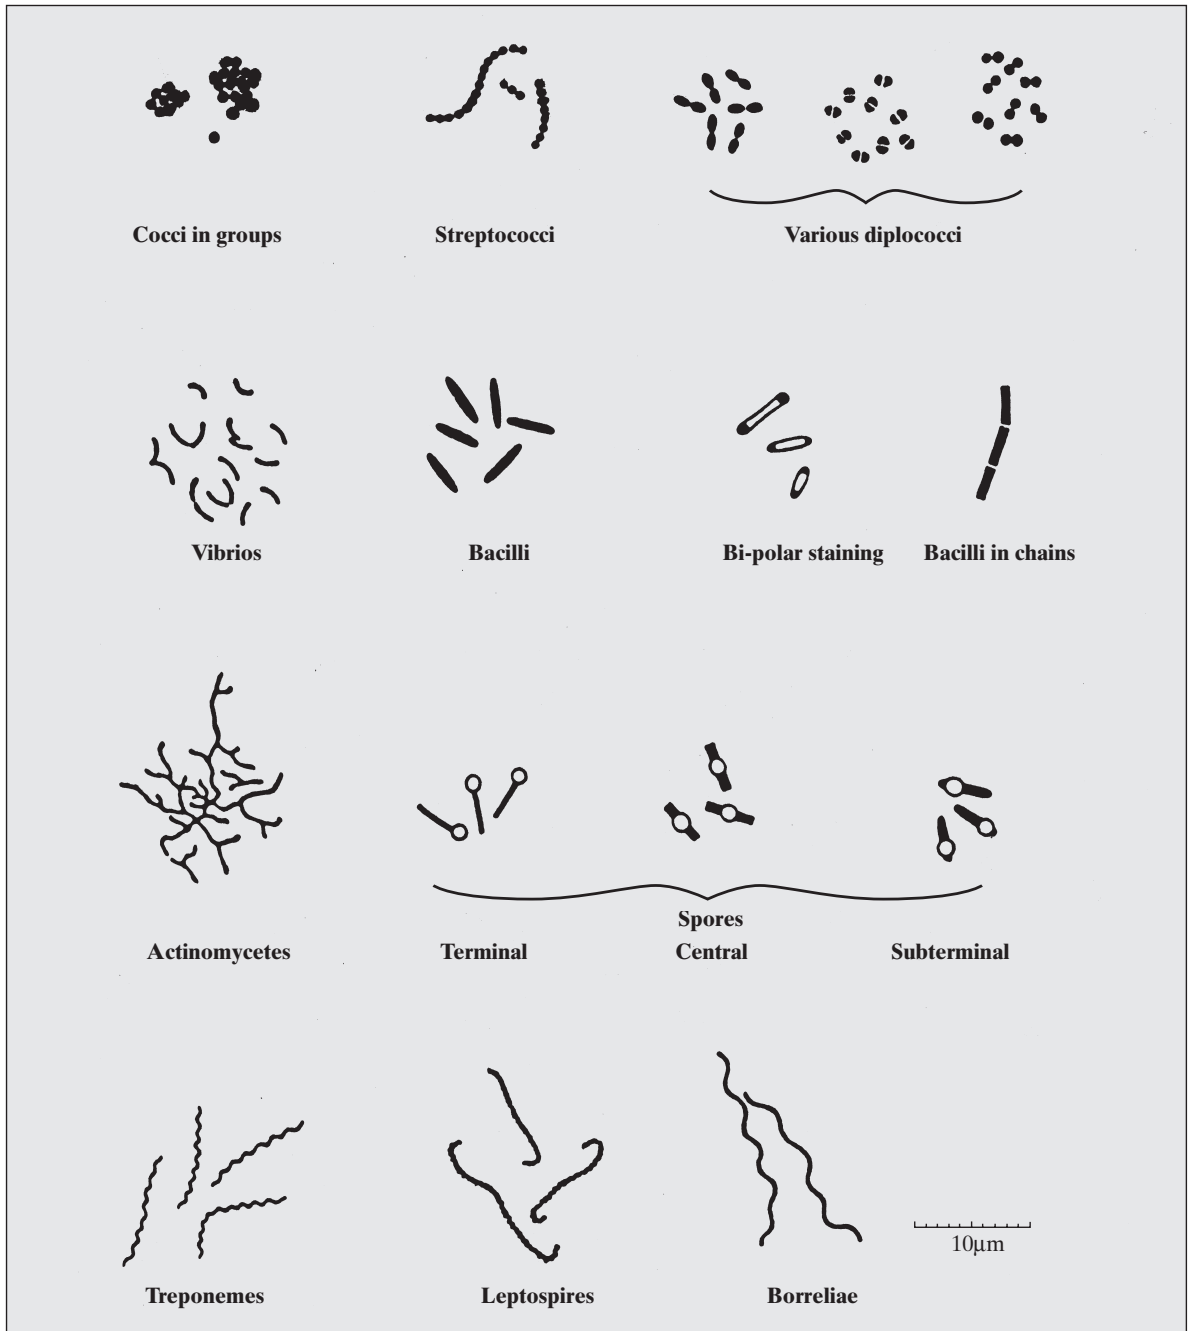 Cocci in groups
Streptococci
Various diplococci
Vibrios
Bacilli
Bi-polar staining
Bacilli in chains
Spores
Actinomycetes
Terminal
Central
Subterminal
10µm
Treponemes
Leptospires
Borreliae